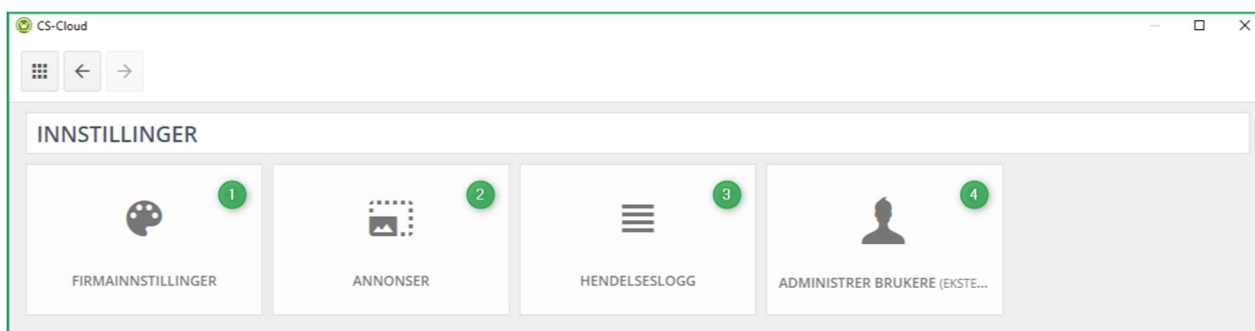 CS-Cloud
INNSTILLINGER
1
2
3
4
FIRMAINNSTILLINGER
ANNONSER
HENDELSESLOGG
ADMINISTRER BRUKERE (EKSTE...